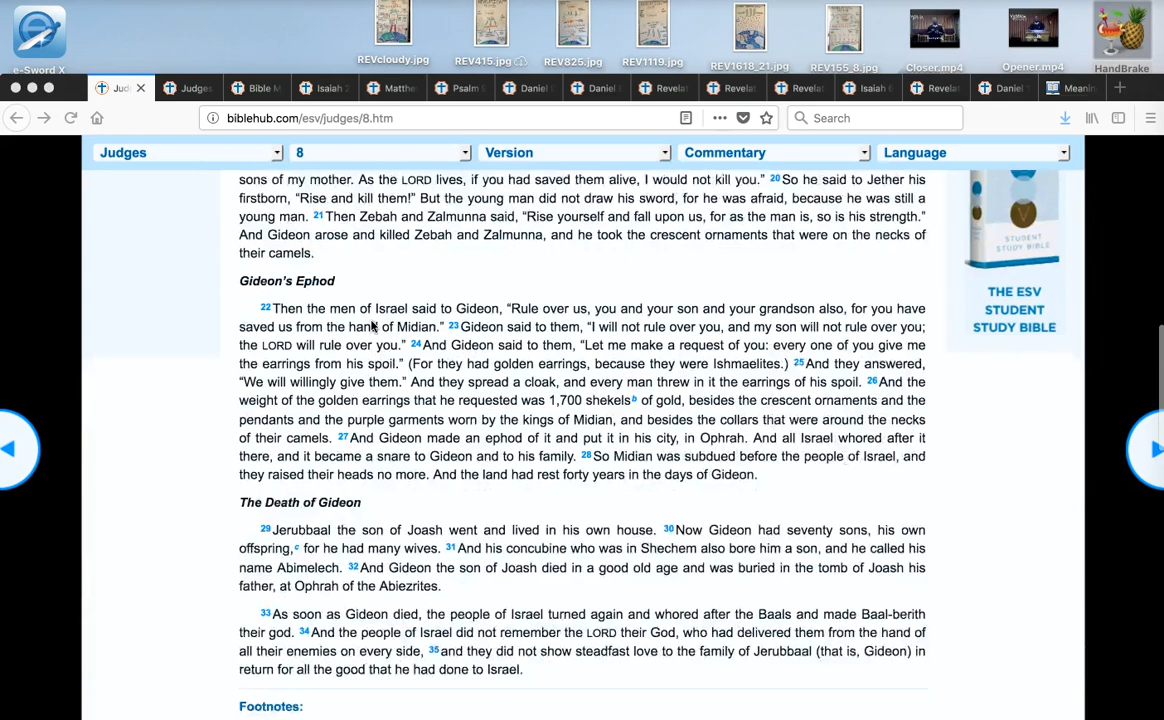 REVcloudy.jpg
REV415.jpg
REV825.jpg
REV1119.jpg
REV1618_21.jpg
REV155_8.jpg
Closer.mp4
Opener.mp4
HandBrake
e-Sword X
Jud
Judges
Bible M
Isaiah 2
Matthe
Psalm
Daniel
Daniel
Revelat
Revelat
Revelat
Isaiah 6
Revelat
Daniel
Meanin
biblehub.com/esv/judges/8.htm
Search
Judges
8
Version
Commentary
Language
sons of my mother. As the LORD lives, if you had saved them alive, I would not kill you.” 20 So he said to Jether his
firstborn, “Rise and kill them!” But the young man did not draw his sword, for he was afraid, because he was still a
young man. 21 Then Zebah and Zalmunna said, “Rise yourself and fall upon us, for as the man is, so is his strength.”
And Gideon arose and killed Zebah and Zalmunna, and he took the crescent ornaments that were on the necks of
their camels.
Gideon’s Ephod
22 Then the men of Israel said to Gideon, “Rule over us, you and your son and your grandson also, for you have
saved us from the hand of Midian.” 23 Gideon said to them, “I will not rule over you, and my son will not rule over you;
the LORD will rule over you.” 24 And Gideon said to them, “Let me make a request of you: every one of you give me
the earrings from his spoil.” (For they had golden earrings, because they were Ishmaelites.) 25 And they answered,
“We will willingly give them.” And they spread a cloak, and every man threw in it the earrings of his spoil. 26 And the
weight of the golden earrings that he requested was 1,700 shekels b of gold, besides the crescent ornaments and the
pendants and the purple garments worn by the kings of Midian, and besides the collars that were around the necks
of their camels. 27 And Gideon made an ephod of it and put it in his city, in Ophrah. And all Israel whored after it
there, and it became a snare to Gideon and to his family. 28 So Midian was subdued before the people of Israel, and
they raised their heads no more. And the land had rest forty years in the days of Gideon.
The Death of Gideon
29 Jerubbaal the son of Joash went and lived in his own house. 30 Now Gideon had seventy sons, his own
offspring, c for he had many wives. 31 And his concubine who was in Shechem also bore him a son, and he called his
name Abimelech. 32 And Gideon the son of Joash died in a good old age and was buried in the tomb of Joash his
father, at Ophrah of the Abiezrites.
33 As soon as Gideon died, the people of Israel turned again and whored after the Baals and made Baal-berith
their god. 34 And the people of Israel did not remember the LORD their God, who had delivered them from the hand of
all their enemies on every side, 35 and they did not show steadfast love to the family of Jerubbaal (that is, Gideon) in
return for all the good that he had done to Israel.
Footnotes:
STUDENT
STUDY BIBLE
THE ESV
STUDENT
STUDY BIBLE